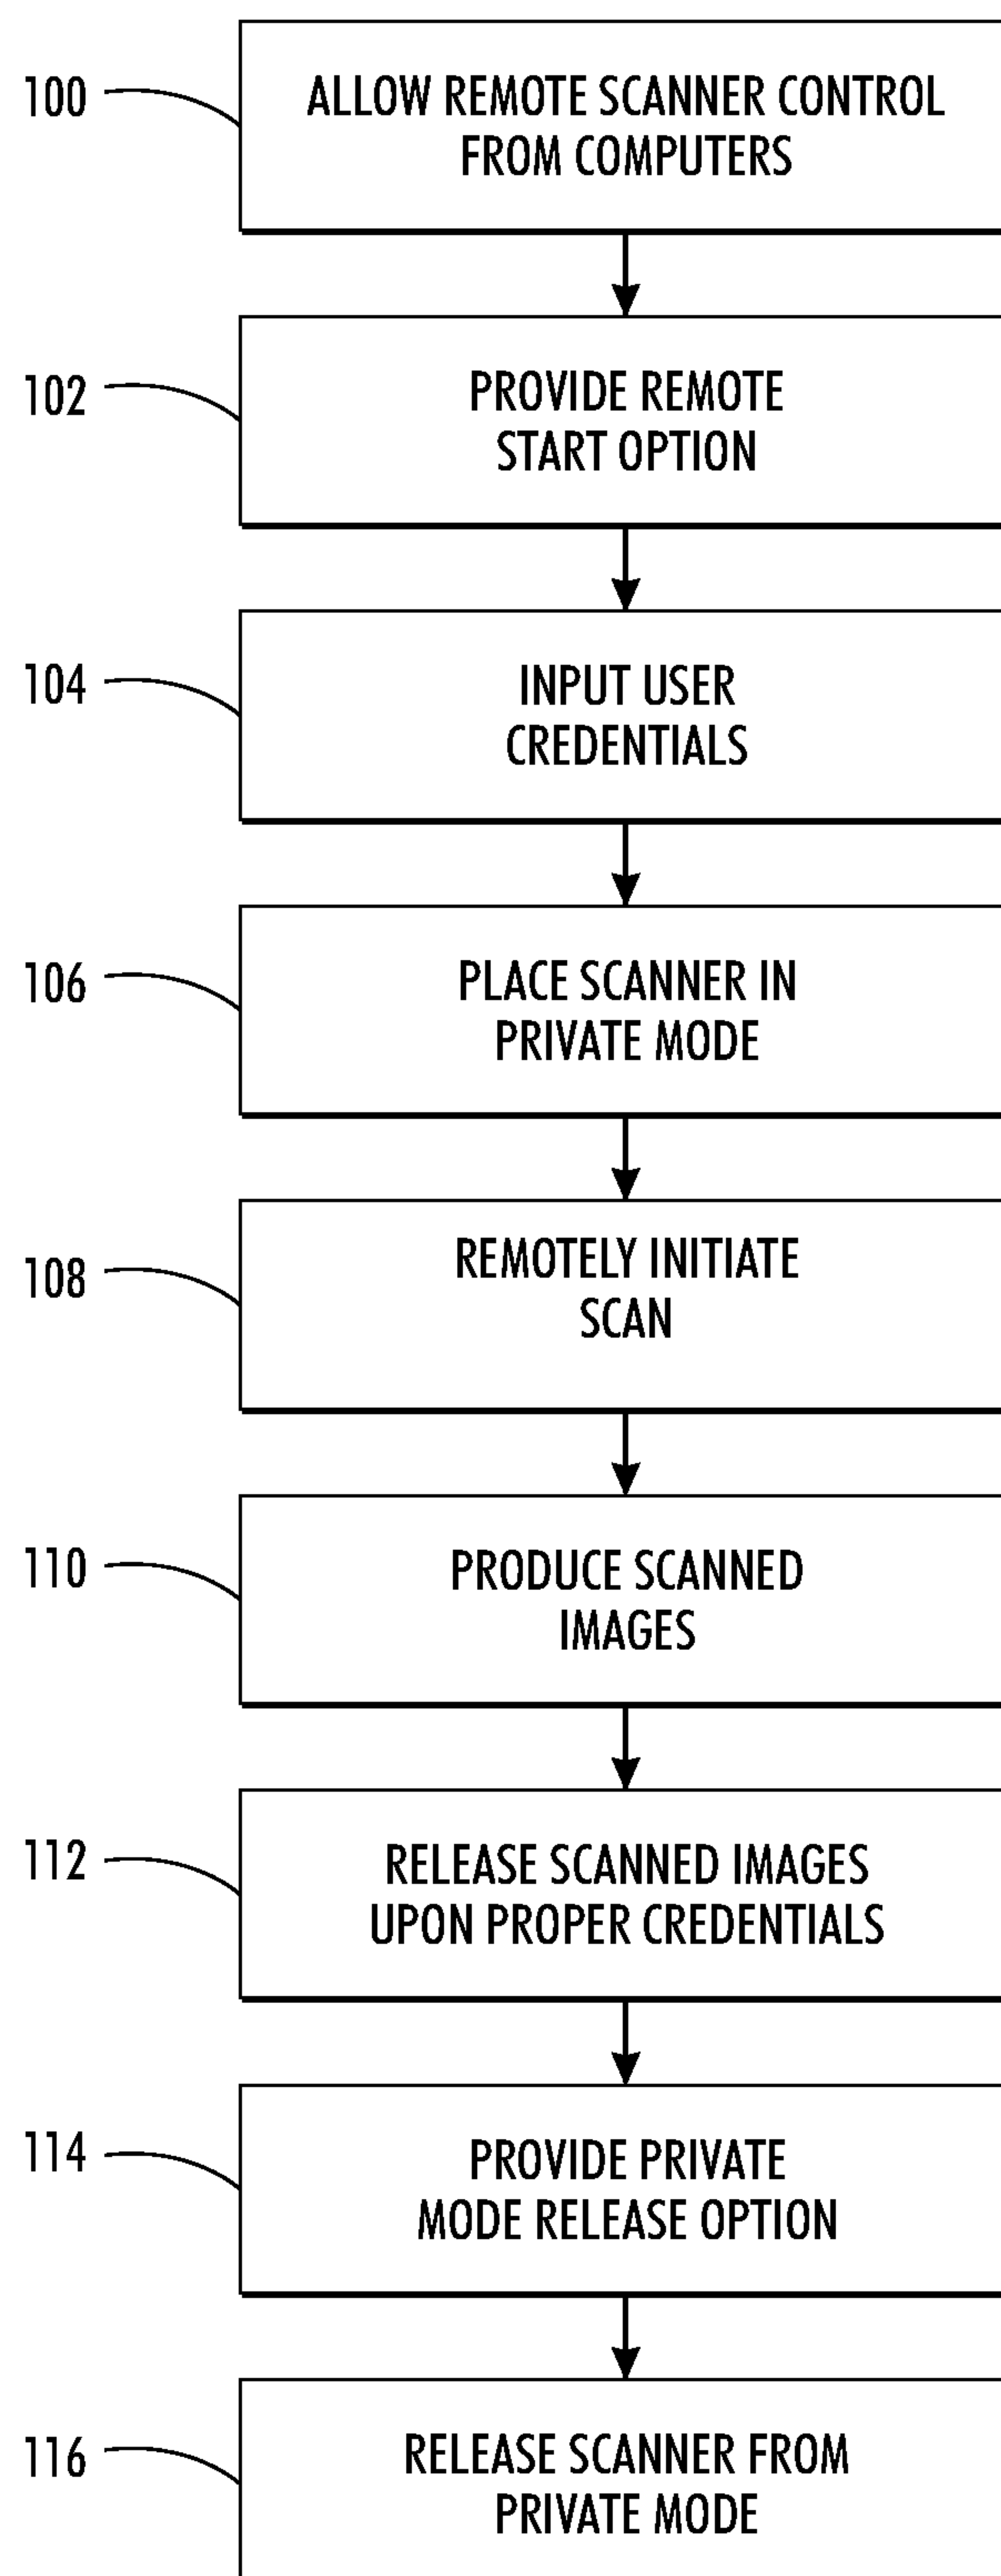 100
ALLOW REMOTE SCANNER CONTROL
FROM COMPUTERS
102
PROVIDE REMOTE
START OPTION
104
INPUT USER
CREDENTIALS
106
PLACE SCANNER IN
PRIVATE MODE
108
REMOTELY INITIATE
SCAN
110
PRODUCE SCANNED
IMAGES
112
RELEASE SCANNED IMAGES
UPON PROPER CREDENTIALS
114
PROVIDE PRIVATE
MODE RELEASE OPTION
116
RELEASE SCANNER FROM
PRIVATE MODE